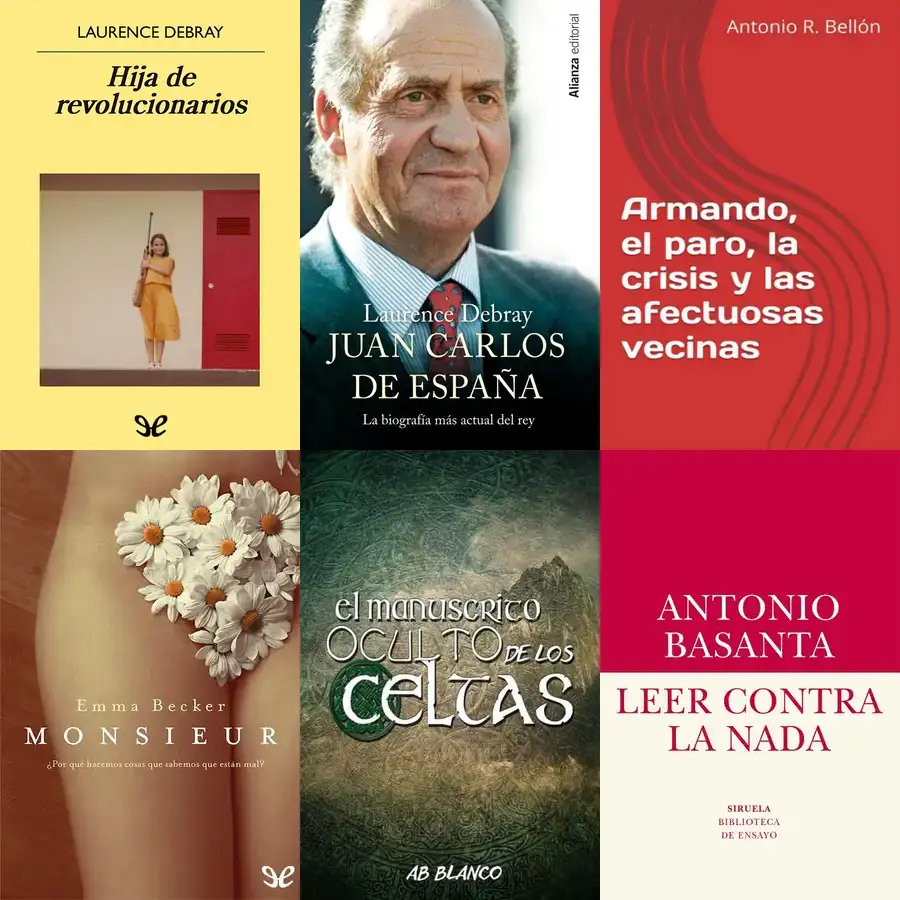 LAURENCE DEBRAY
Hija de
revolucionarios
Alianza editorial
Laurence Debray
JUAN CARLOS
DE ESPAÑA
La biografía más actual del rey
Antonio R. Bellón
Armando,
el paro, la
crisis y las
afectuosas
vecinas
Emma Becker
MONSIEUR
¿Por qué hacemos cosas que sabemos que están mal?
el manuscrito
OCULTO DE LOS
CELTAS
AB BLANCO
ANTONIO
BASANTA
LEER CONTRA
LA NADA
SIRUELA
BIBLIOTECA
DE ENSAYO